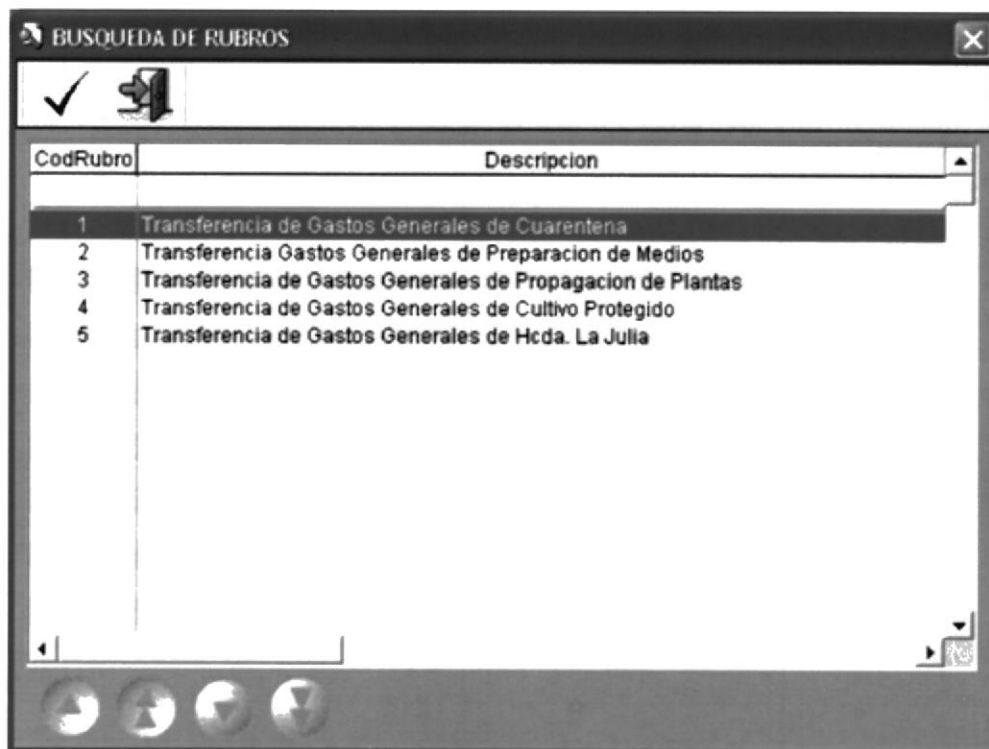 BUSQUEDA DE RUBROS
CodRubro Descripcion
1 Transferencia de Gastos Generales de Cuarentena
2 Transferencia Gastos Generales de Preparacion de Medios
3 Transferencia de Gastos Generales de Propagacion de Plantas
4 Transferencia de Gastos Generales de Cultivo Protegido
5 Transferencia de Gastos Generales de Hcda. La Julia